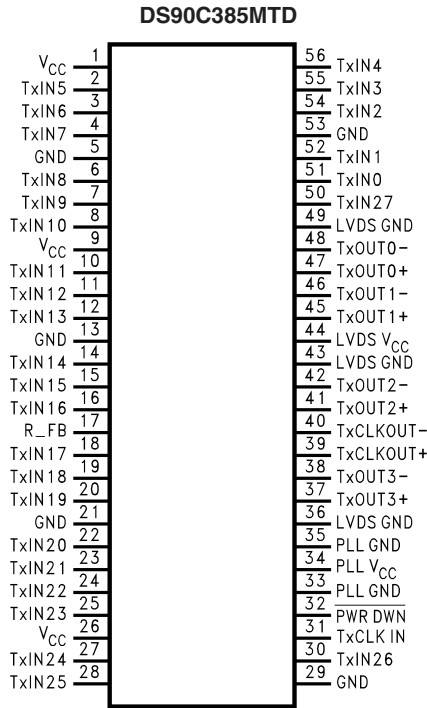 DS90C385MTD
VCC 1 56 TxIN4
TxIN5 2 55 TxIN3
TxIN6 3 54 TxIN2
TxIN7 4 53 GND
GND 5 52 TxIN1
TxIN8 6 51 TxIN0
TxIN9 7 50 TxIN27
TxIN10 8 49 LVDS GND
VCC 9 48 TxOUT0-
TxIN11 10 47 TxOUT0+
TxIN12 11 46 TxOUT1-
TxIN13 12 45 TxOUT1+
GND 13 44 LVDS VCC
TxIN14 14 43 LVDS GND
TxIN15 15 42 TxOUT2-
TxIN16 16 41 TxOUT2+
R_FB 17 40 TxCLKOUT-
TxIN17 18 39 TxCLKOUT+
TxIN18 19 38 TxOUT3-
TxIN19 20 37 TxOUT3+
GND 21 36 LVDS GND
TxIN20 22 35 PLL GND
TxIN21 23 34 PLL VCC
TxIN22 24 33 PLL GND
TxIN23 25 32 PWR DWN
VCC 26 31 TxCLK IN
TxIN24 27 30 TxIN26
TxIN25 28 29 GND